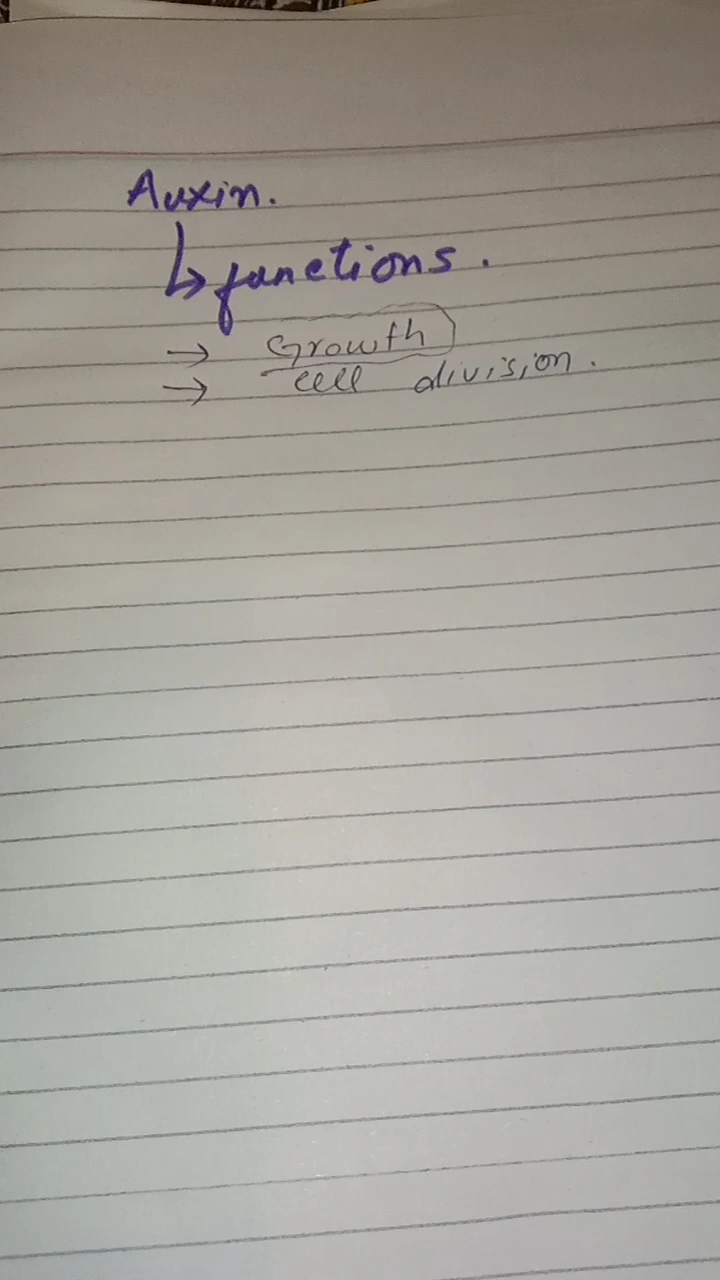 Auxin.
↳ functions.
→ Growth
→ cell division.